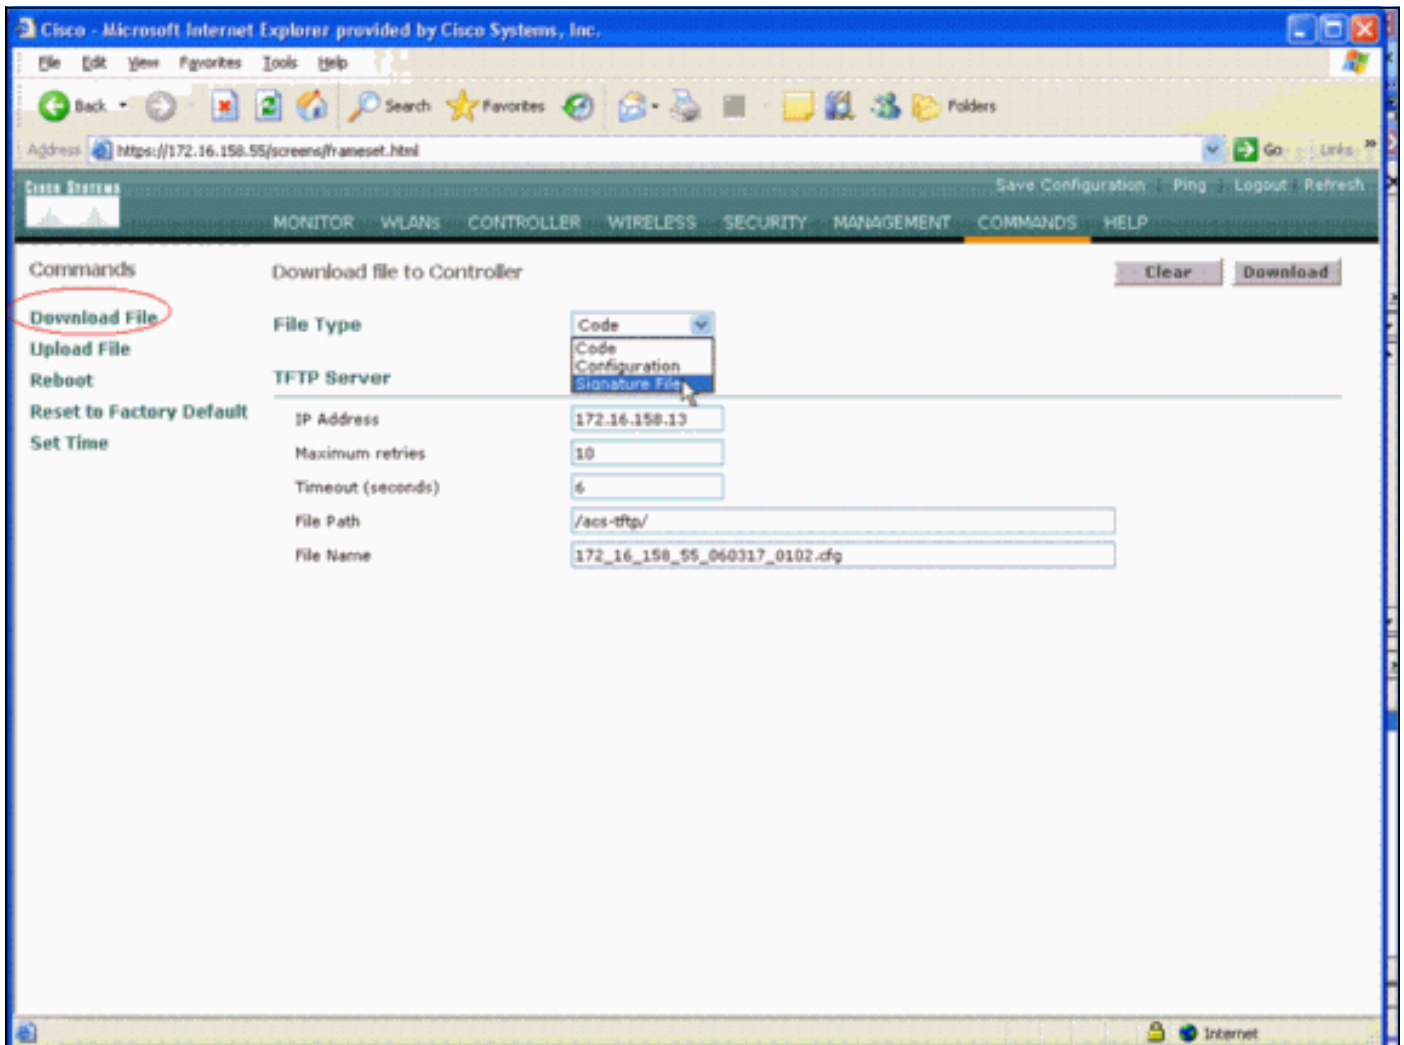 Cisco - Microsoft Internet Explorer provided by Cisco Systems, Inc.
File Edit View Favorites Tools Help
Back Search Favorites Folders
Address https://172.16.158.55/screens/frameset.html Go Links »
Save Configuration Ping Logout Refresh
CISCO SYSTEMS
MONITOR WLANs CONTROLLER WIRELESS SECURITY MANAGEMENT COMMANDS HELP
Commands
Download File
Upload File
Reboot
Reset to Factory Default
Set Time
Download file to Controller Clear Download
File Type Code
Code
Configuration
Signature File
TFTP Server
IP Address 172.16.158.13
Maximum retries 10
Timeout (seconds) 6
File Path /acs-tftp/
File Name 172_16_158_55_060317_0102.cfg
Internet